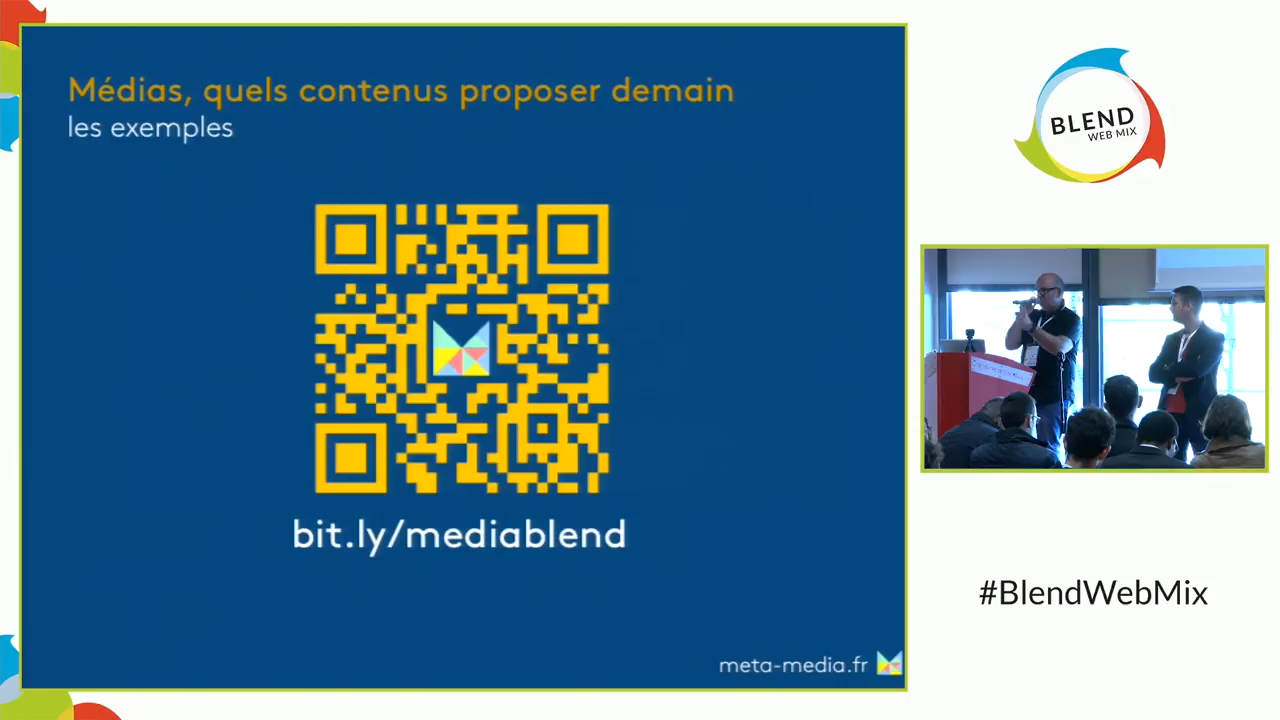 Médias, quels contenus proposer demain
les exemples
bit.ly/mediablend
meta-media.fr
BLEND
WEB MIX
#BlendWebMix